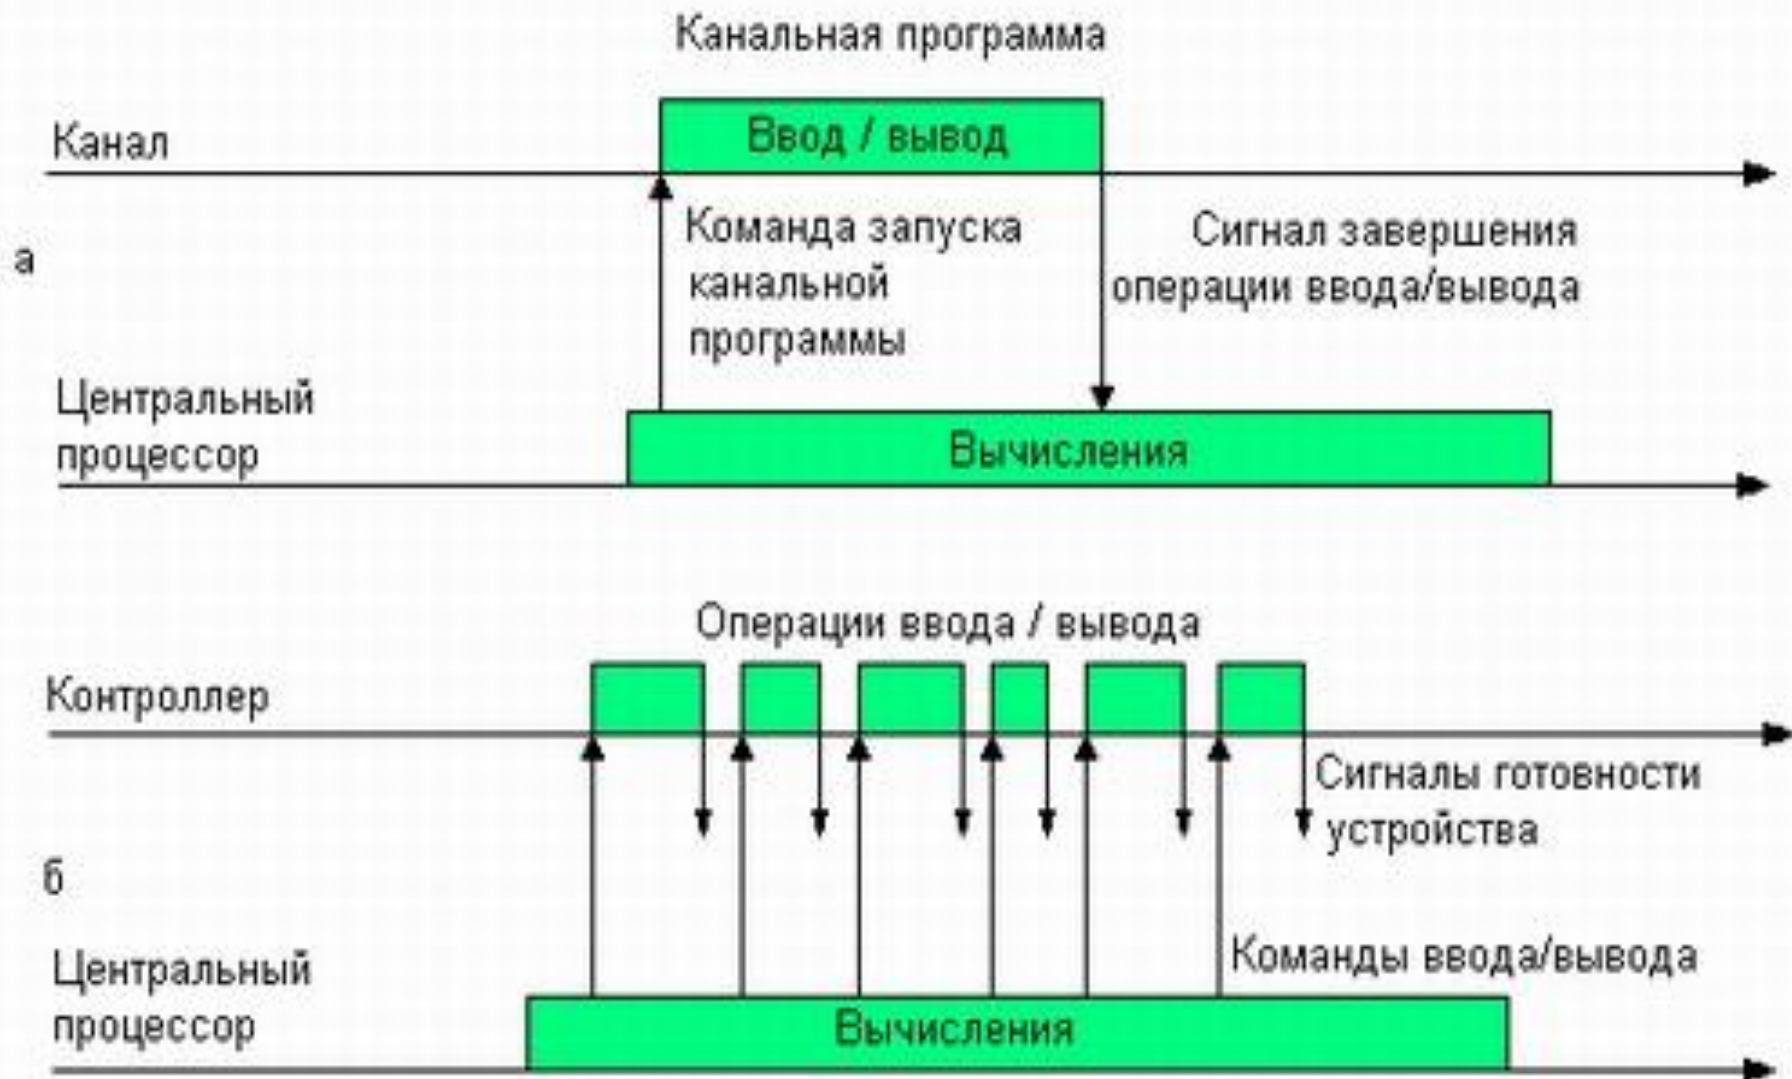 Канальная программа
Канал
Ввод / вывод
а
Команда запуска
канальной
программы
Сигнал завершения
операции ввода/вывода
Центральный
процессор
Вычисления
Операции ввода / вывода
Контроллер
Сигналы готовности
устройства
б
Команды ввода/вывода
Центральный
процессор
Вычисления